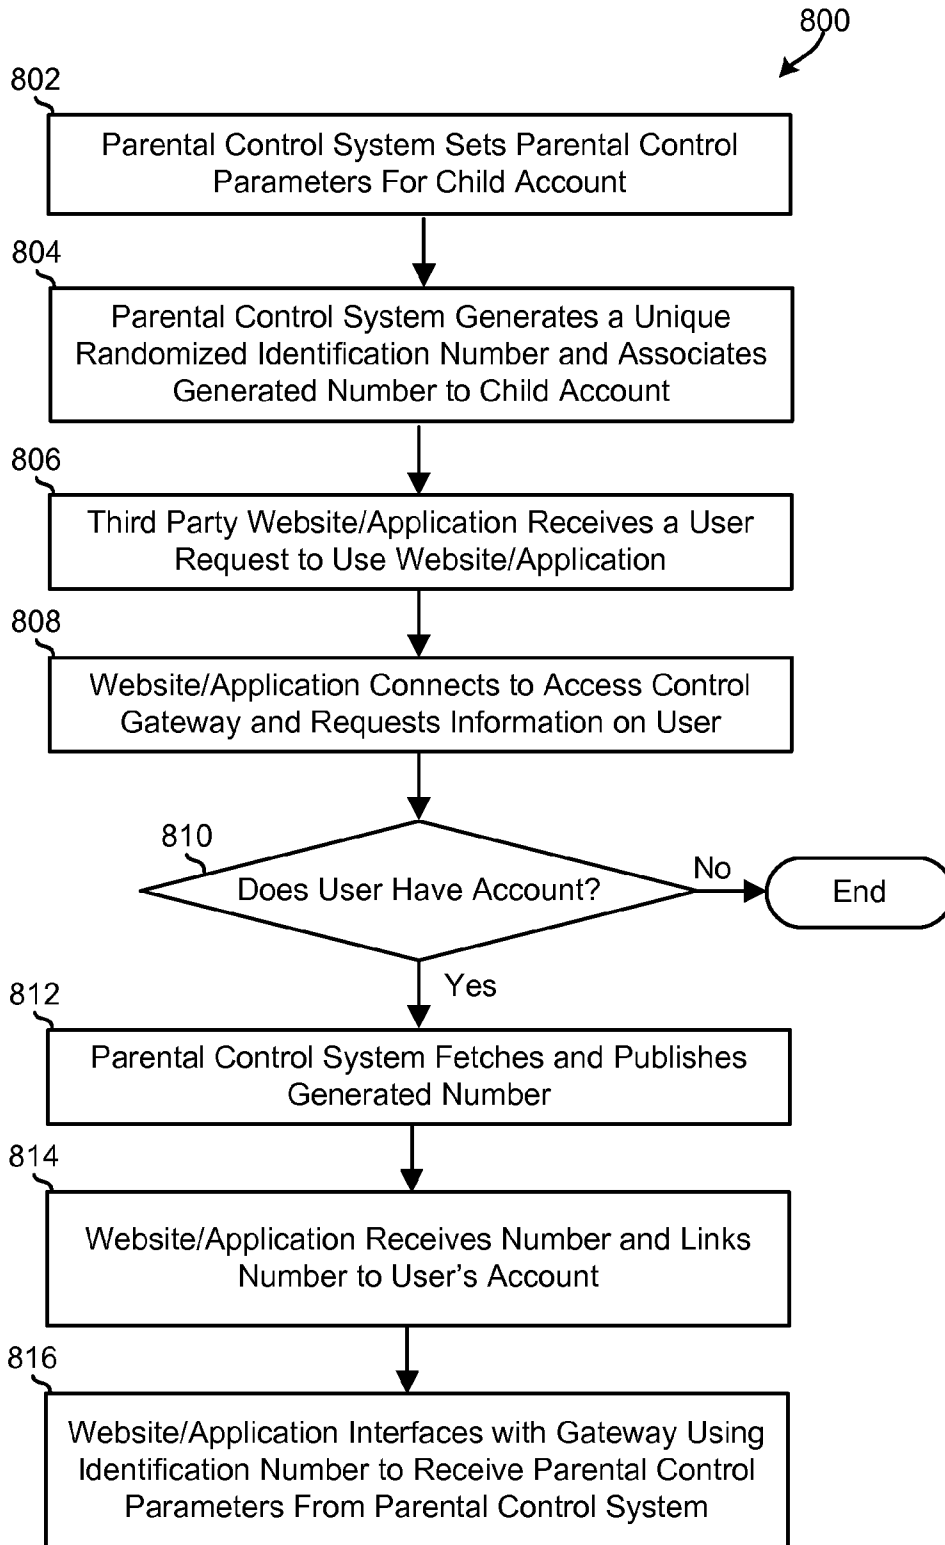 800
802
Parental Control System Sets Parental Control
Parameters For Child Account
804
Parental Control System Generates a Unique
Randomized Identification Number and Associates
Generated Number to Child Account
806
Third Party Website/Application Receives a User
Request to Use Website/Application
808
Website/Application Connects to Access Control
Gateway and Requests Information on User
810
Does User Have Account?
No
End
Yes
812
Parental Control System Fetches and Publishes
Generated Number
814
Website/Application Receives Number and Links
Number to User's Account
816
Website/Application Interfaces with Gateway Using
Identification Number to Receive Parental Control
Parameters From Parental Control System